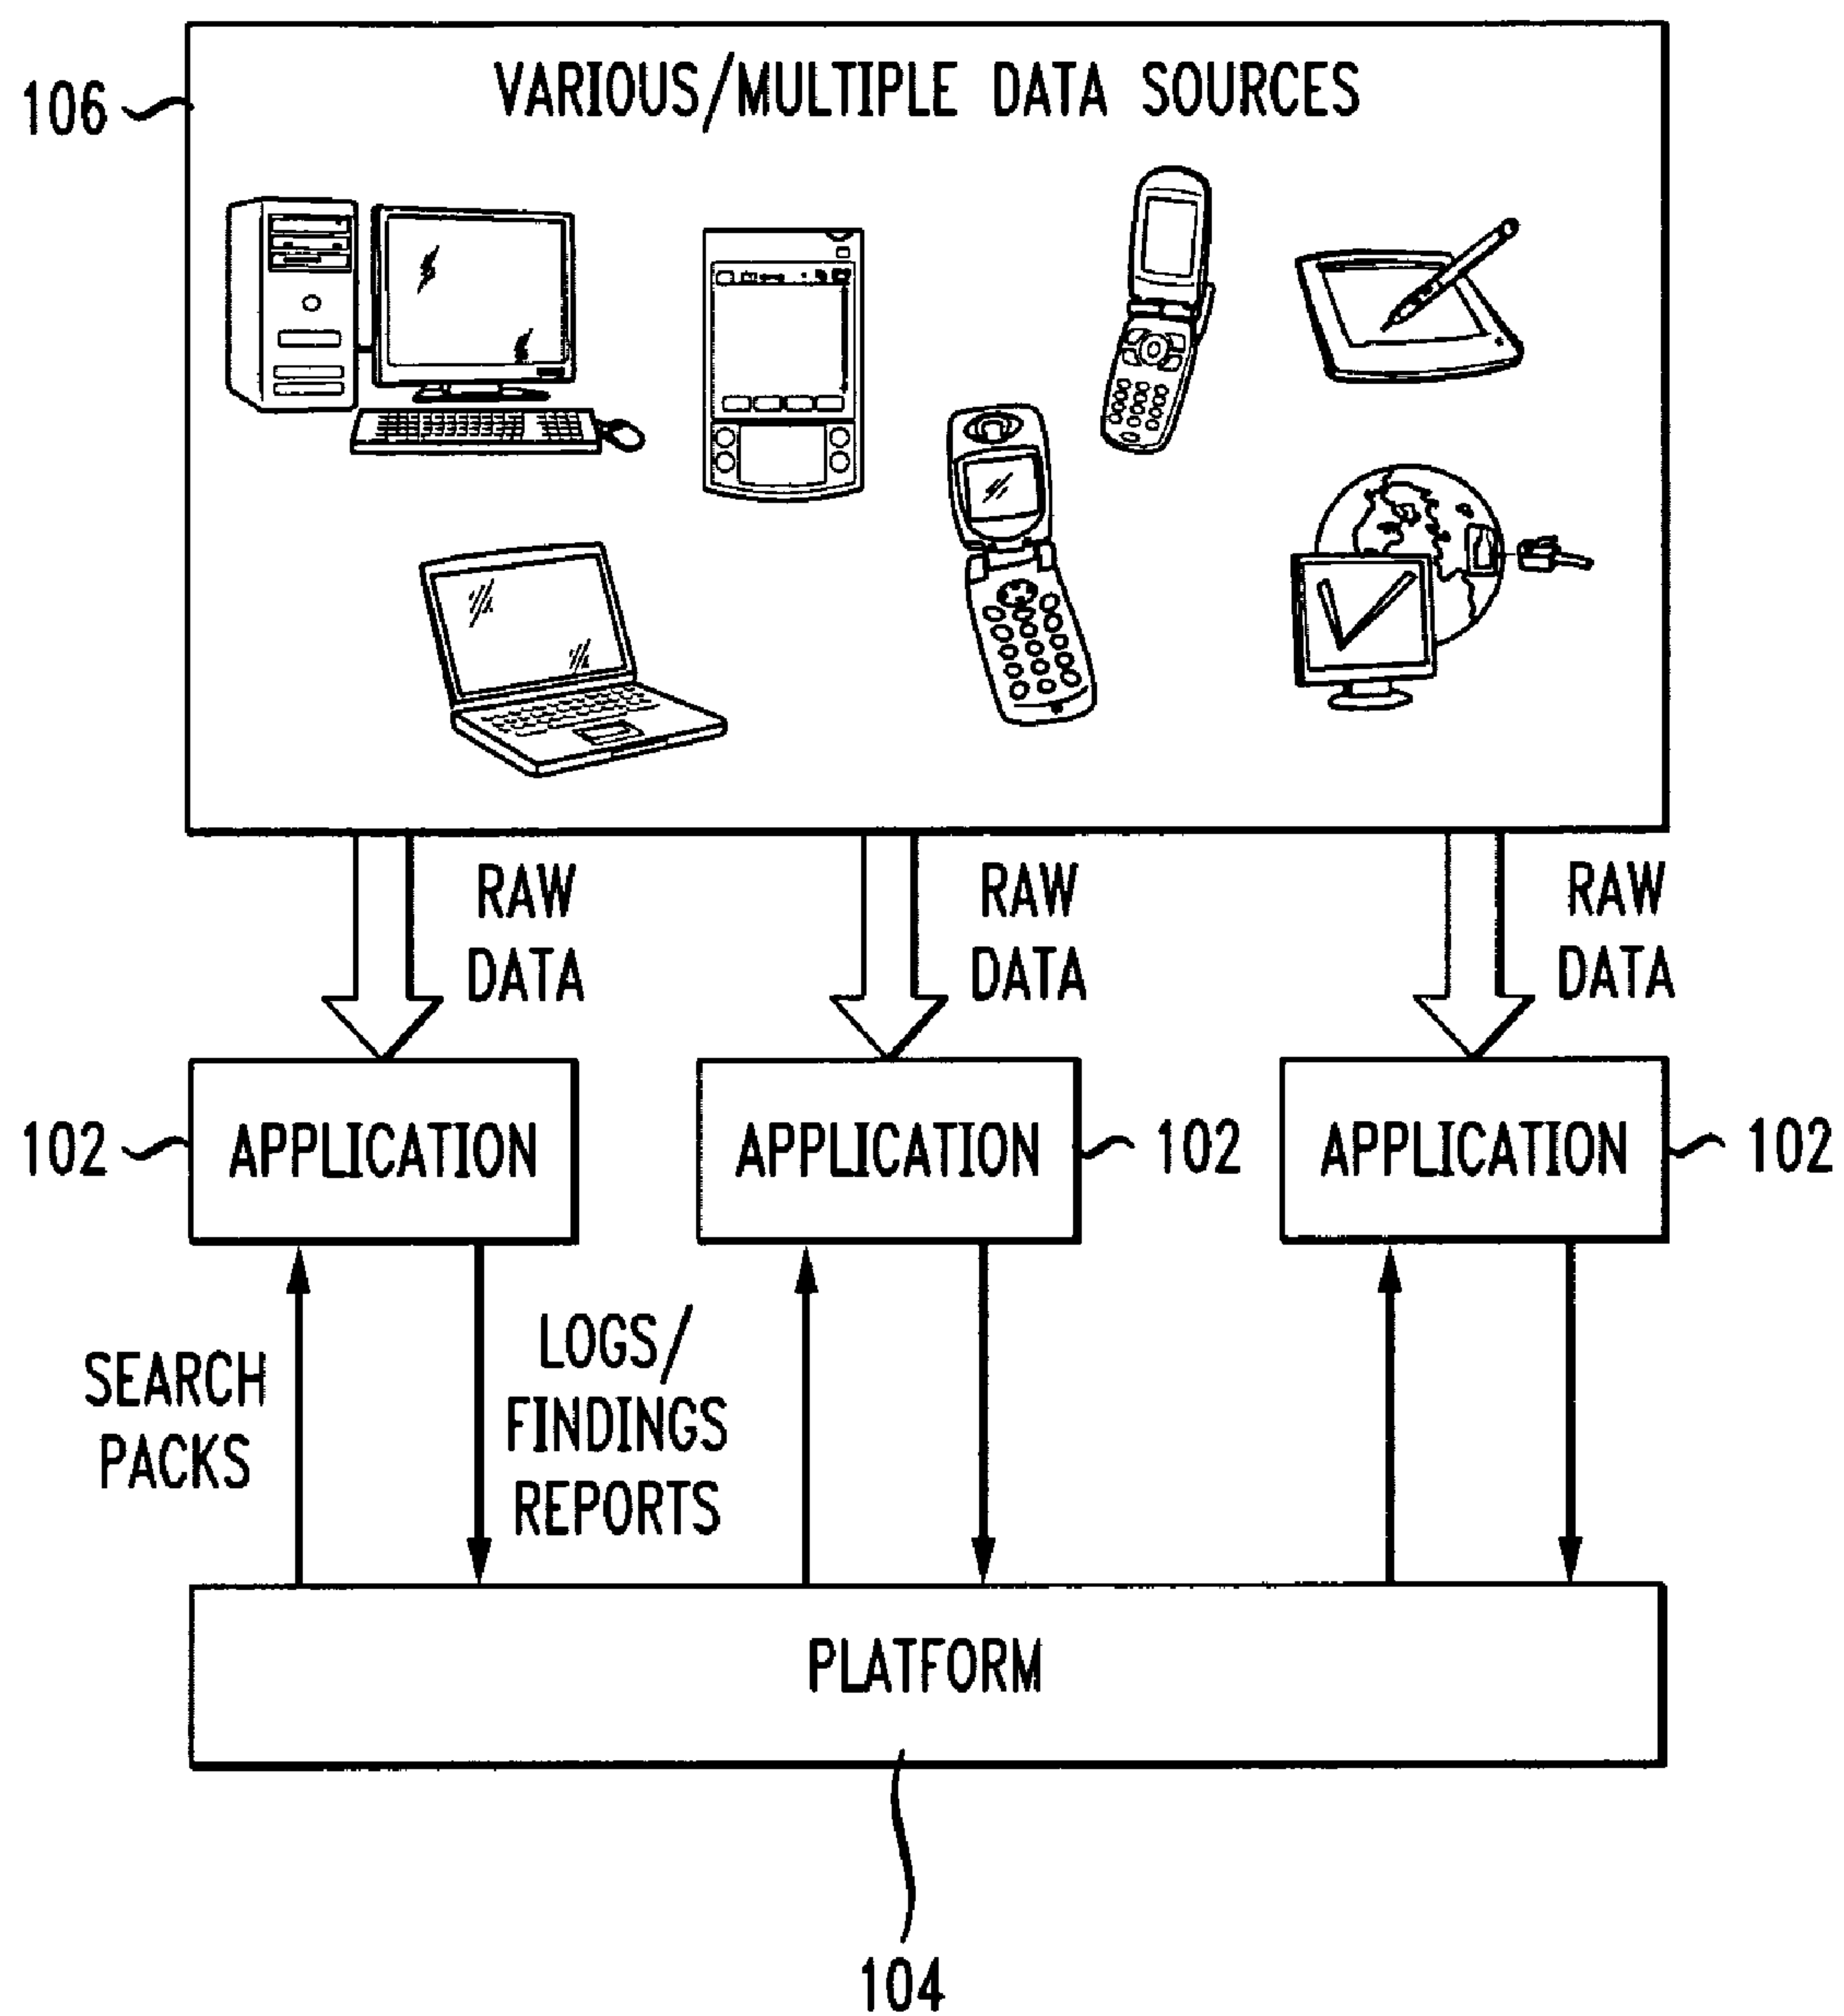 VARIOUS/MULTIPLE DATA SOURCES
106
RAW
DATA
RAW
DATA
RAW
DATA
102
APPLICATION
APPLICATION
102
APPLICATION
102
SEARCH
PACKS
LOGS/
FINDINGS
REPORTS
PLATFORM
104